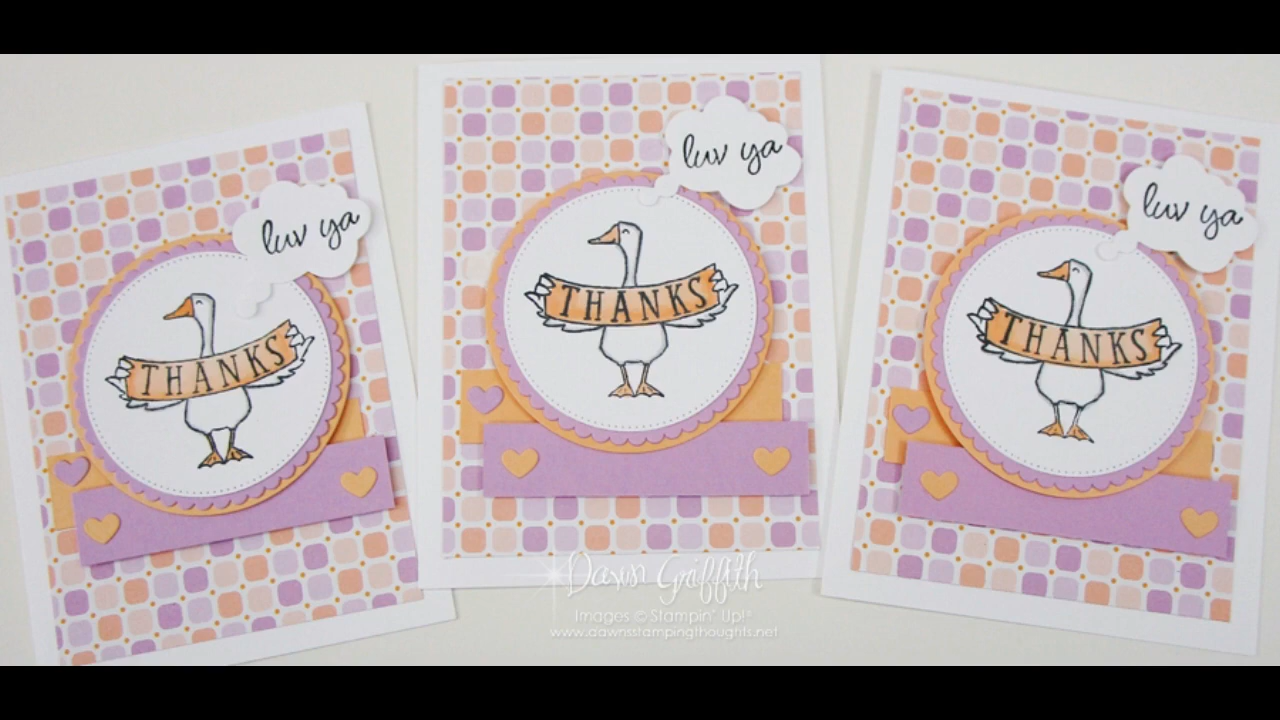 luv ya
THANKS
luv ya
THANKS
luv ya
THANKS
Dawn Griffith
Images © Stampin' Up!®
www.dawnsstampingthoughts.net